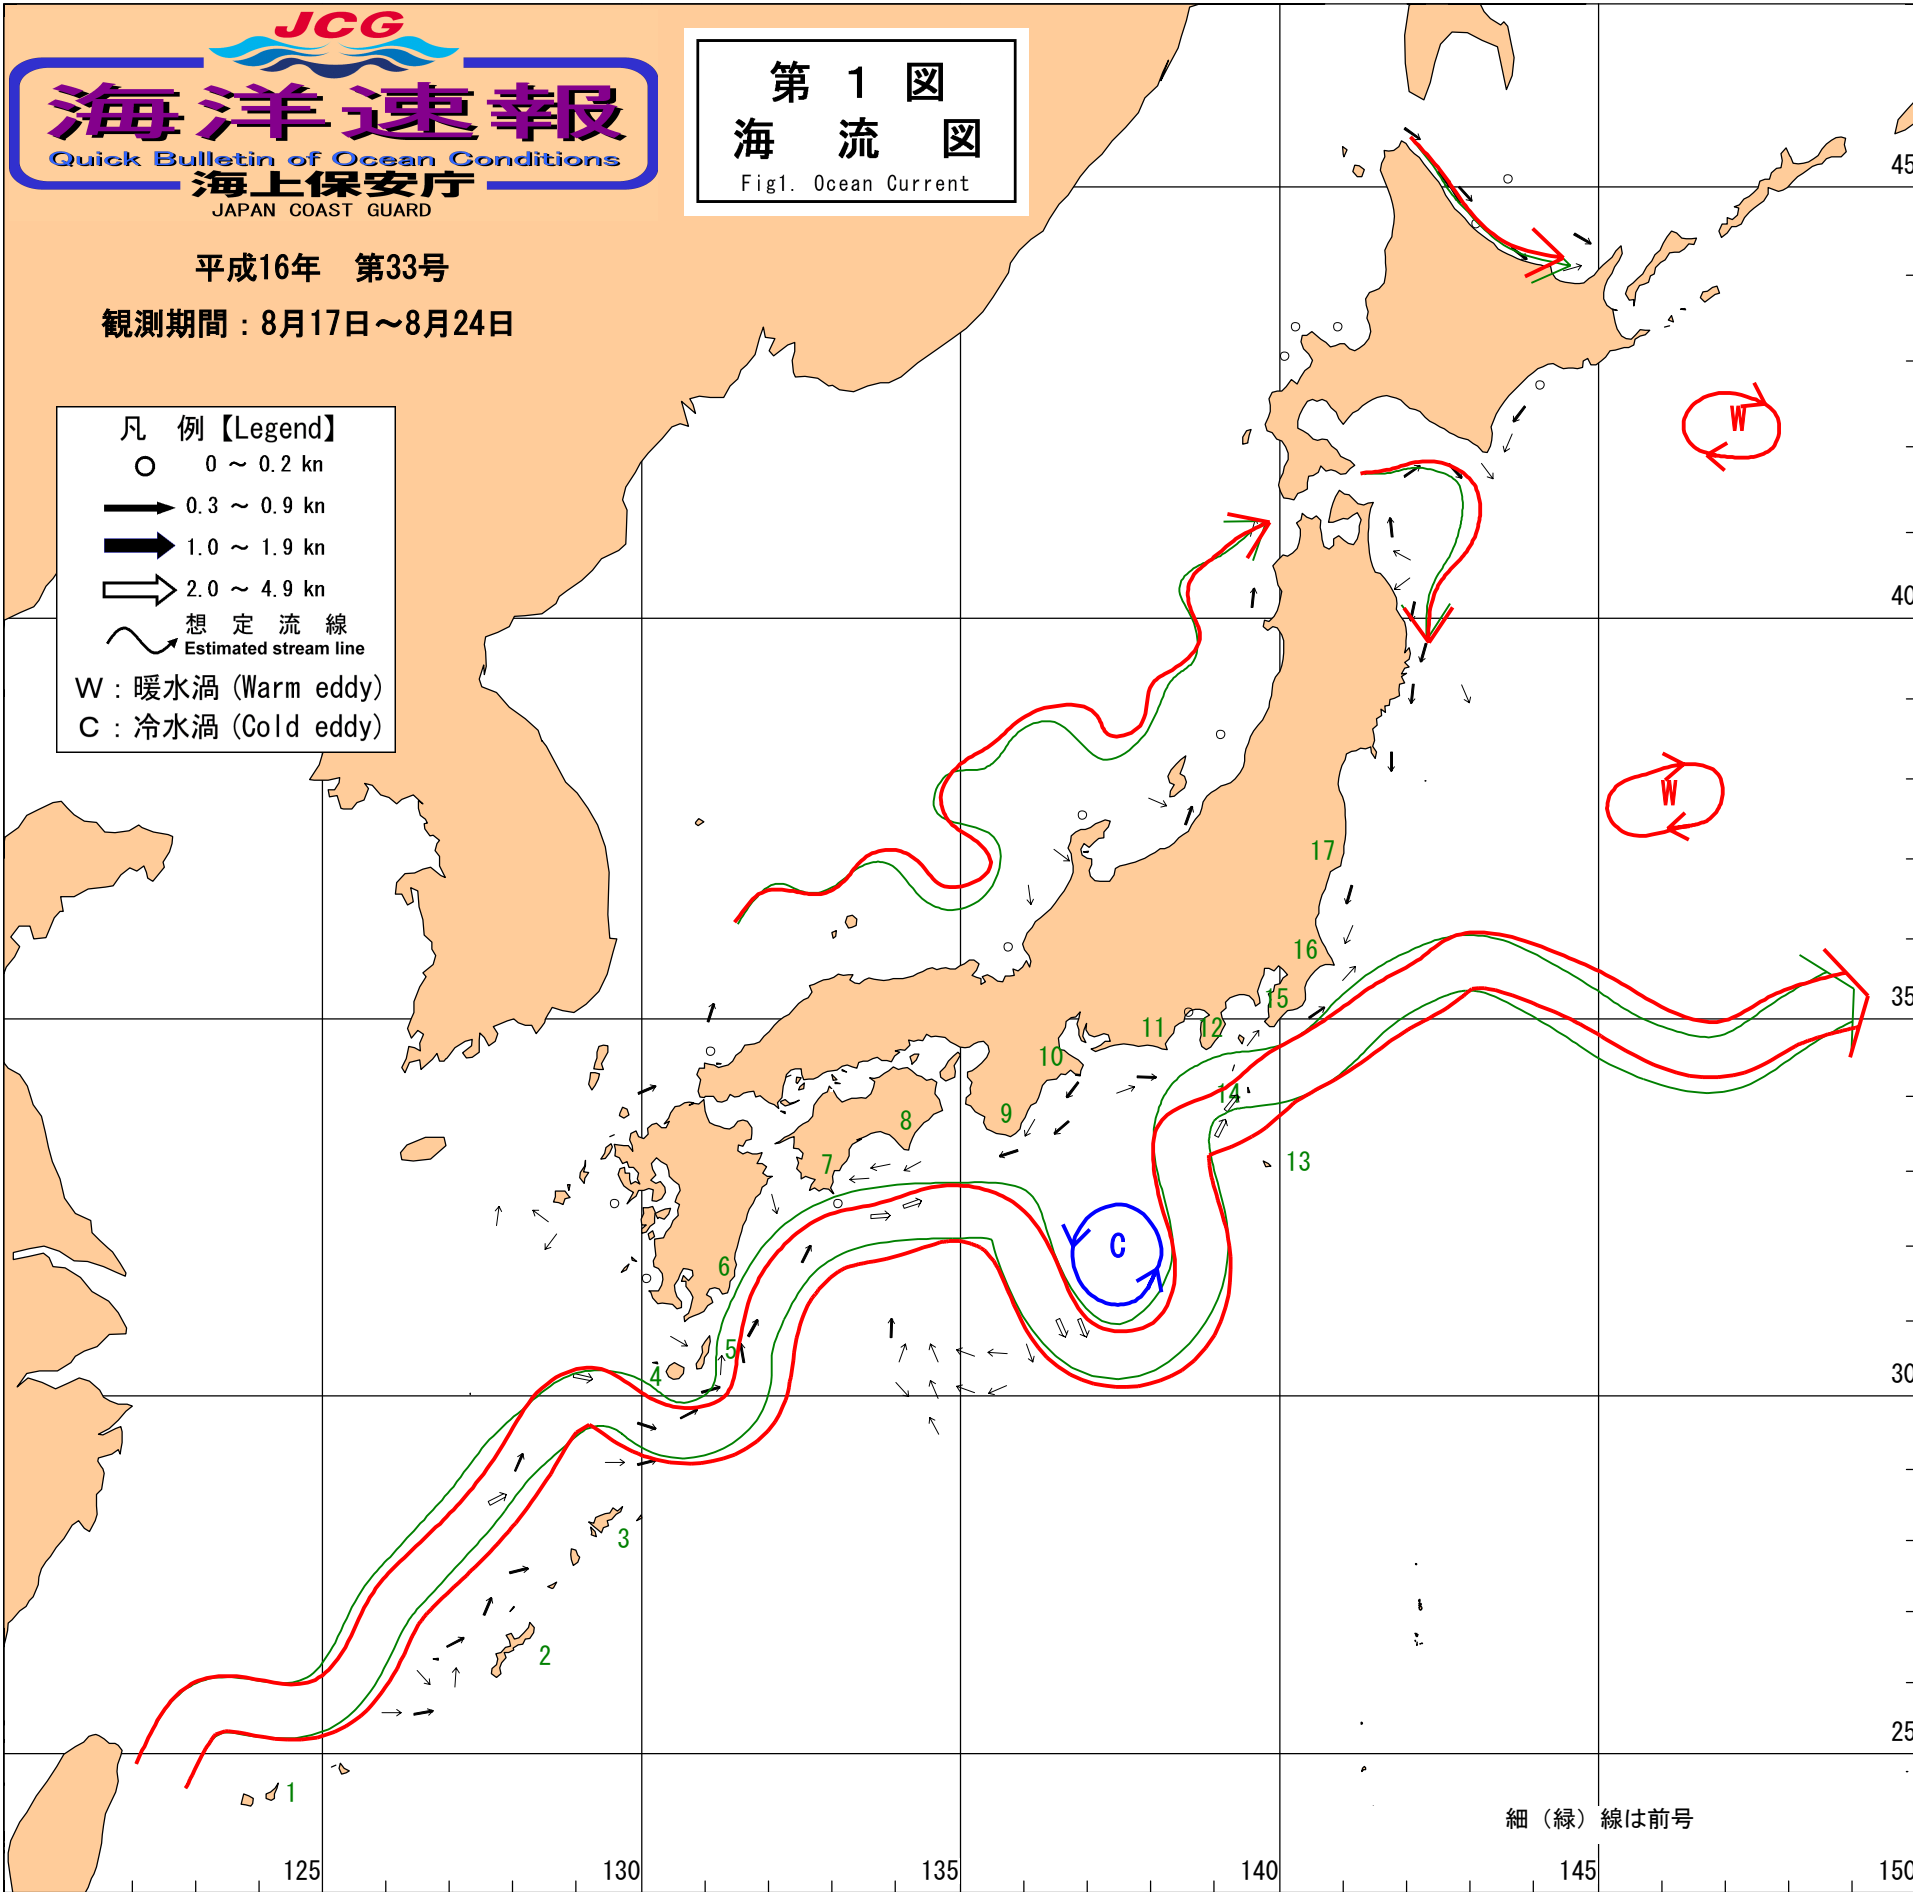 JCG
海洋速報
Quick Bulletin of Ocean Conditions
海上保安庁
JAPAN COAST GUARD
平成16年 第33号
観測期間：8月17日～8月24日
第 1 図
海 流 図
Fig1. Ocean Current
凡 例【Legend】
0 ～ 0.2 kn
0.3 ～ 0.9 kn
1.0 ～ 1.9 kn
2.0 ～ 4.9 kn
想 定 流 線
Estimated stream line
W：暖水渦(Warm eddy)
C：冷水渦(Cold eddy)
45
W
40
W
17
16
35
15
14
13
12
11
10
9
8
7
C
6
5
4
30
3
2
25
1
細（緑）線は前号
125
130
135
140
145
150